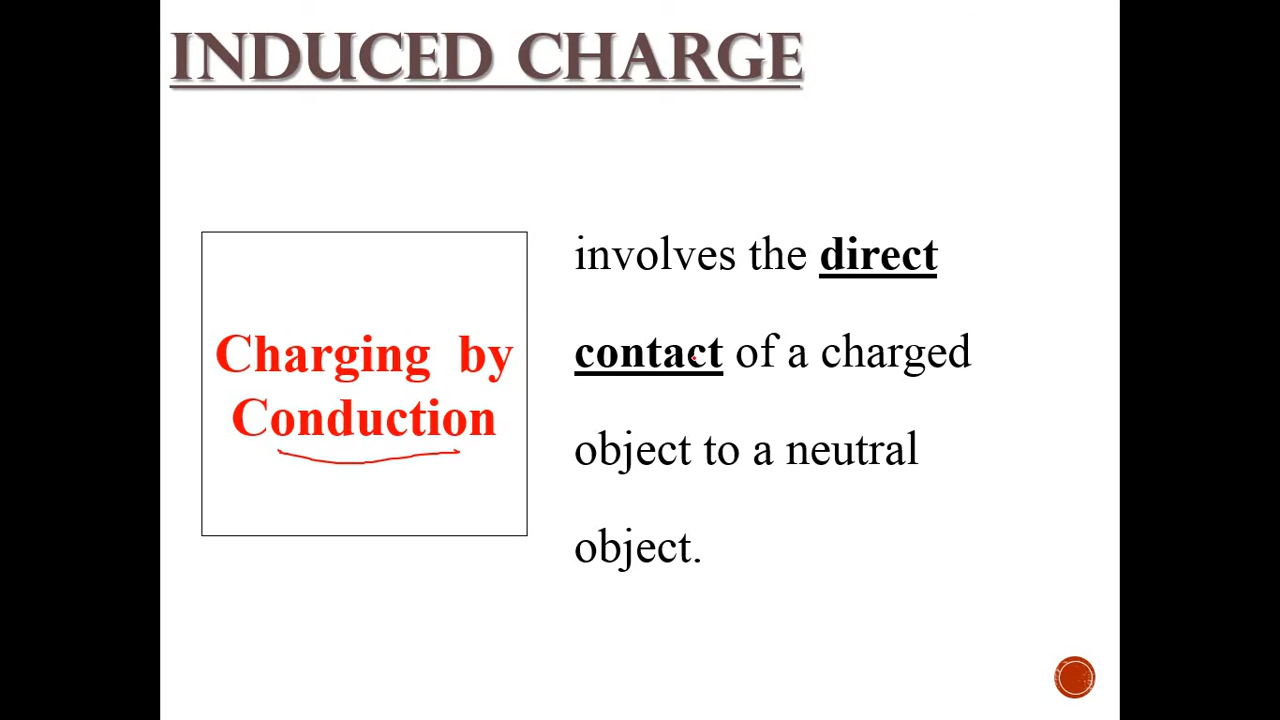 INDUCED CHARGE
Charging by
Conduction
involves the direct
contact of a charged
object to a neutral
object.